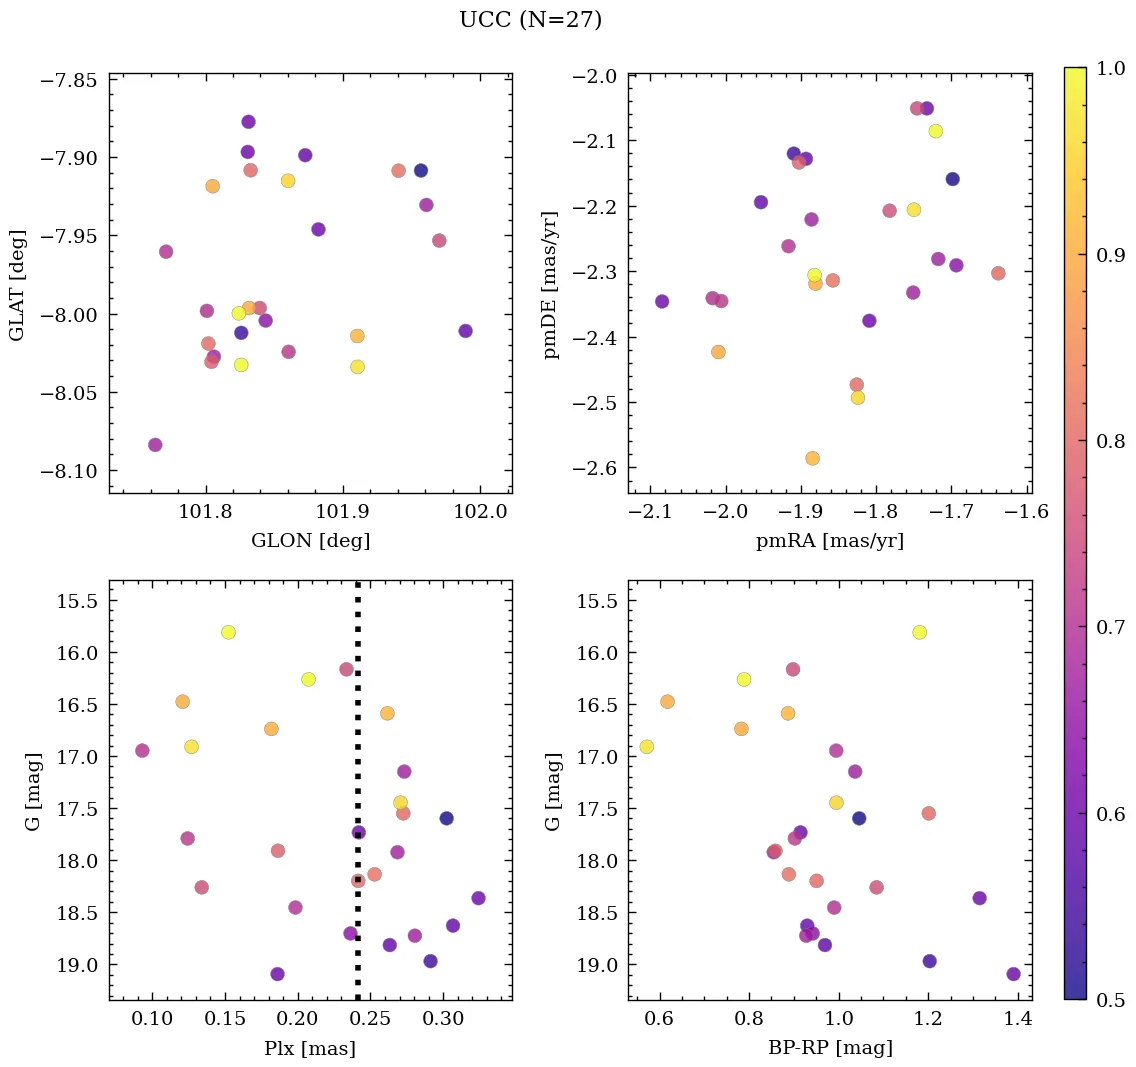 UCC (N=27)
−7.85
−7.90
−7.95
−8.00
−8.05
−8.10
GLAT [deg]
101.8 101.9 102.0
GLON [deg]
−2.0
−2.1
−2.2
−2.3
−2.4
−2.5
−2.6
pmDE [mas/yr]
−2.1 −2.0 −1.9 −1.8 −1.7 −1.6
pmRA [mas/yr]
15.5
16.0
16.5
17.0
17.5
18.0
18.5
19.0
G [mag]
0.10 0.15 0.20 0.25 0.30
Plx [mas]
15.5
16.0
16.5
17.0
17.5
18.0
18.5
19.0
G [mag]
0.6 0.8 1.0 1.2 1.4
BP-RP [mag]
1.0
0.9
0.8
0.7
0.6
0.5